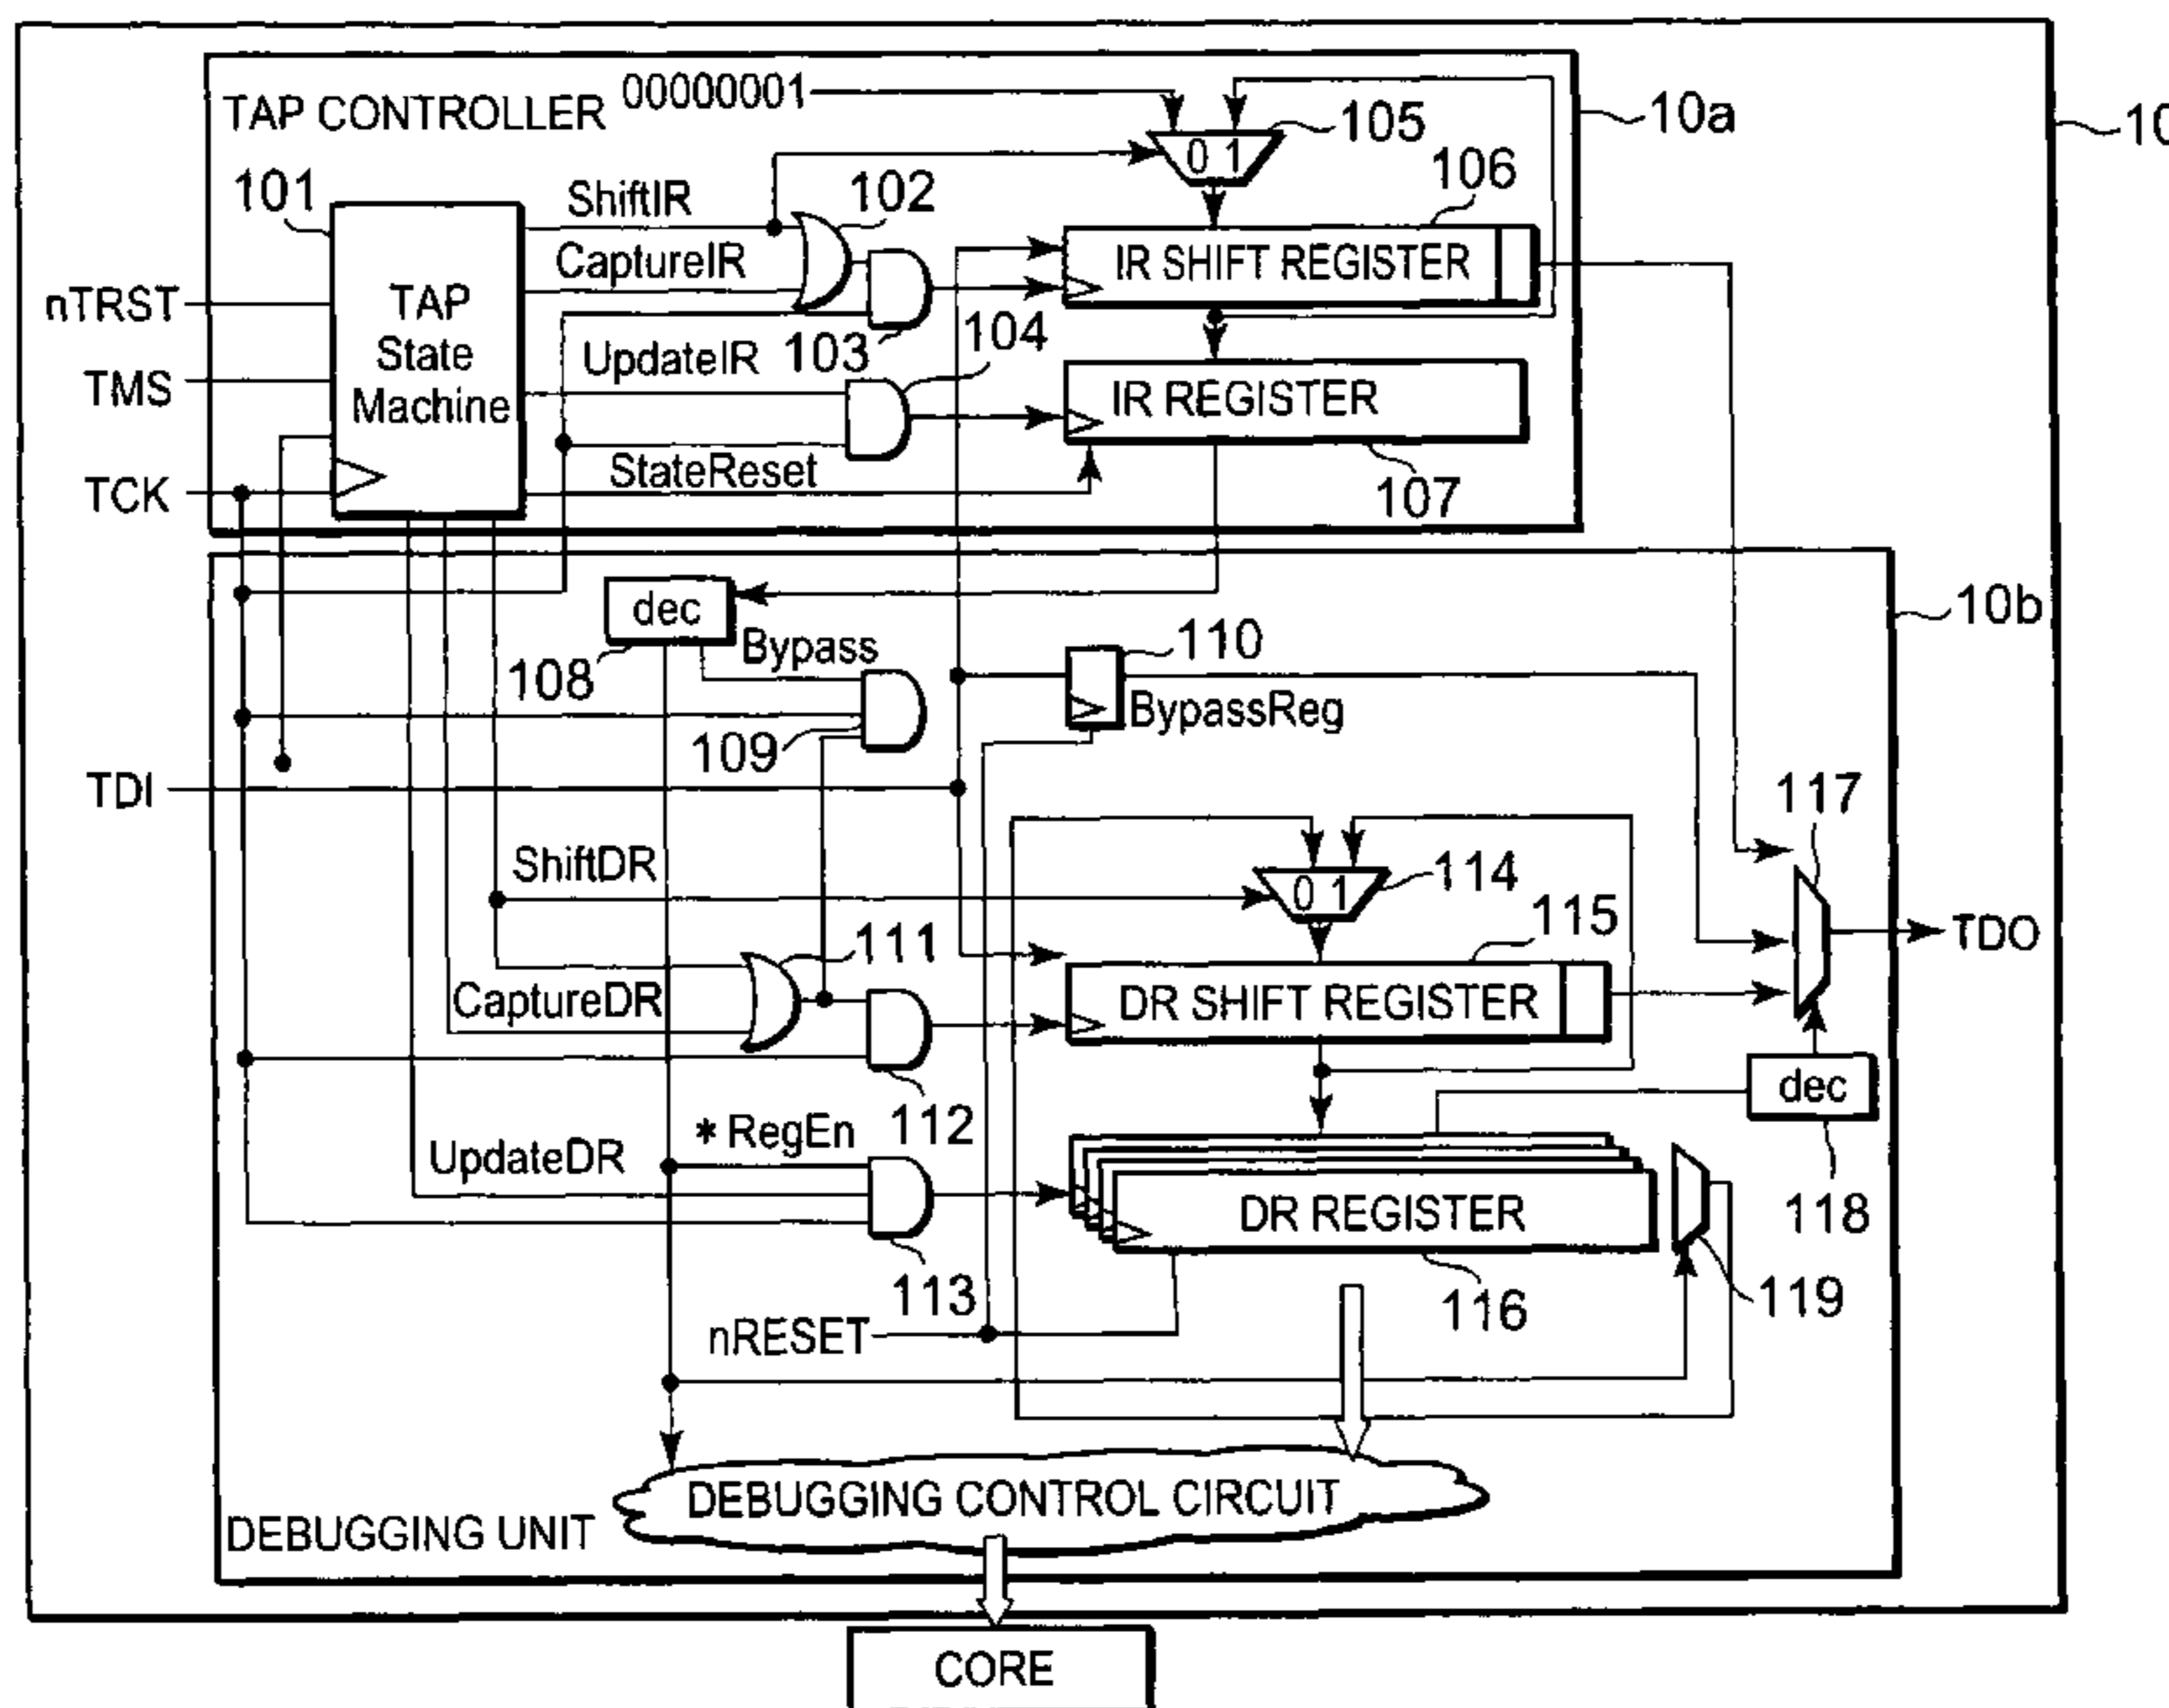 TAP CONTROLLER
00000001
10a
10
101
ShiftIR
102
0 1
105
106
CaptureIR
IR SHIFT REGISTER
nTRST
TAP
State
Machine
103
104
UpdateIR
TMS
IR REGISTER
StateReset
107
TCK
dec
10b
108
Bypass
110
BypassReg
109
TDI
117
ShiftDR
0 1
114
115
TDO
111
CaptureDR
DR SHIFT REGISTER
dec
112
* RegEn
UpdateDR
DR REGISTER
118
113
116
119
nRESET
DEBUGGING CONTROL CIRCUIT
DEBUGGING UNIT
CORE